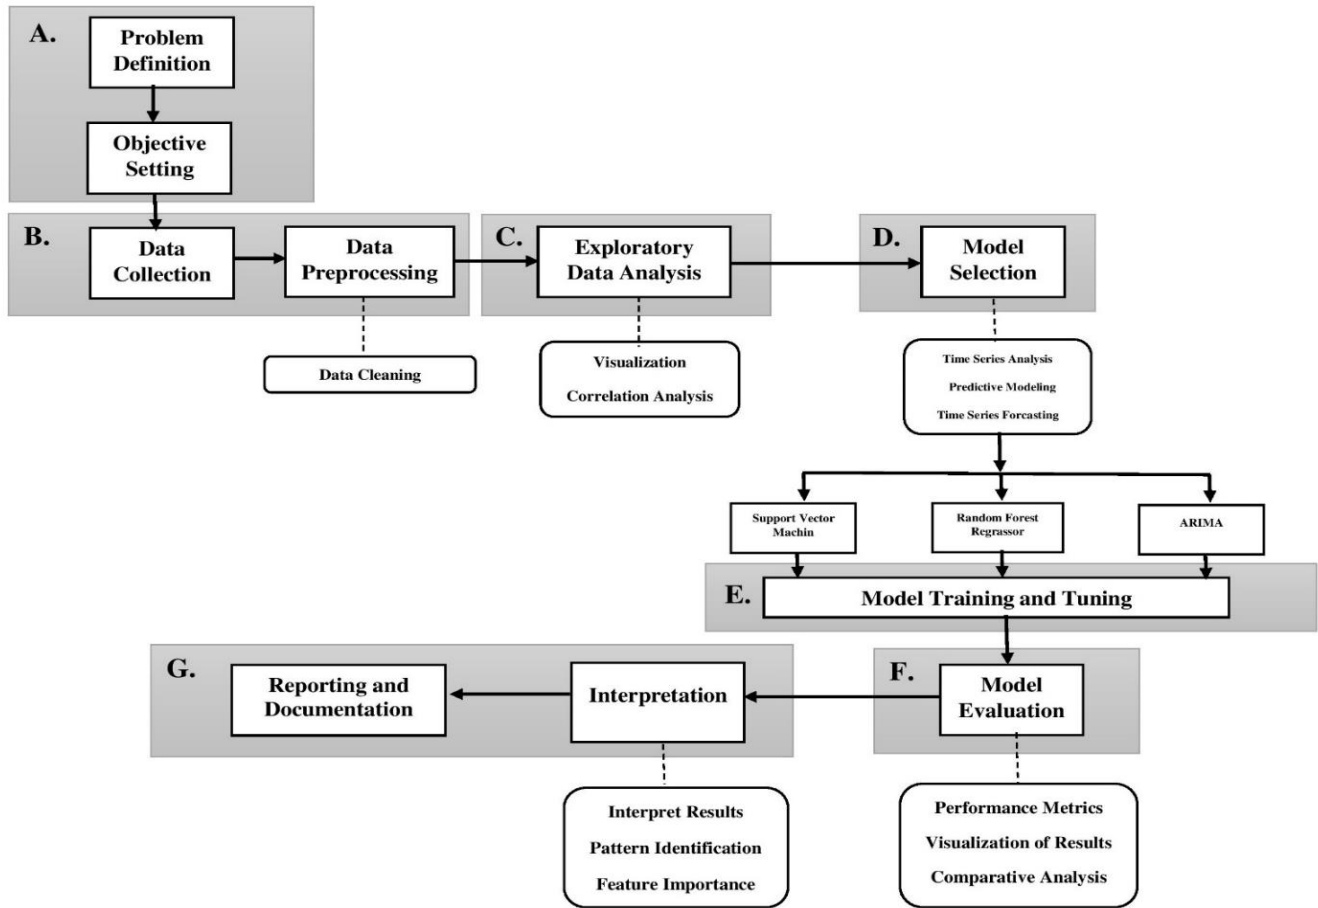 A.
Problem
Definition
Objective
Setting
B.
Data
Collection
Data
Preprocessing
Data Cleaning
C.
Exploratory
Data Analysis
Visualization
Correlation Analysis
D.
Model
Selection
Time Series Analysis
Predictive Modeling
Time Series Forcasting
Support Vector
Machin
Random Forest
Regrassor
ARIMA
E.
Model Training and Tuning
F.
Model
Evaluation
Performance Metrics
Visualization of Results
Comparative Analysis
G.
Interpretation
Interpret Results
Pattern Identification
Feature Importance
Reporting and
Documentation